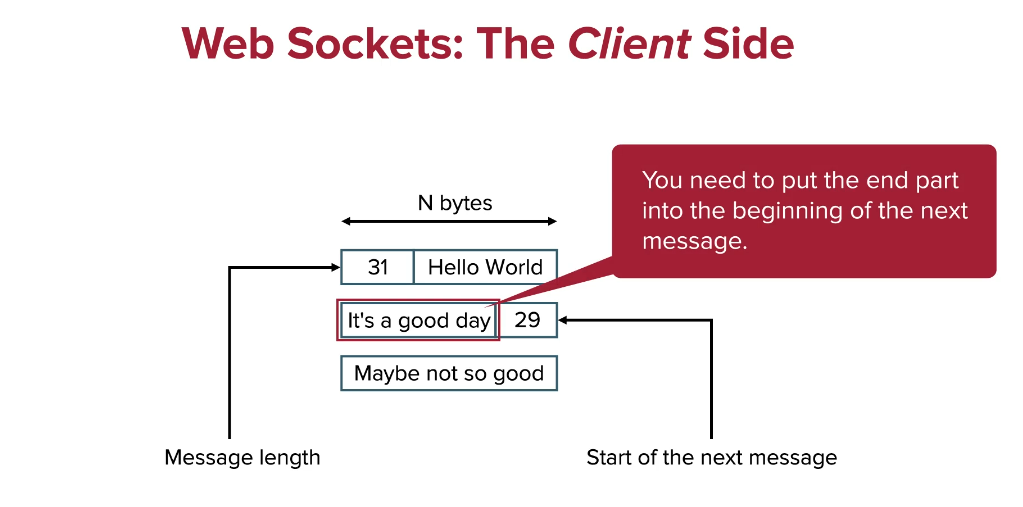 Web Sockets: The Client Side
You need to put the end part
into the beginning of the next
message.
N bytes
31 Hello World
It's a good day 29
Maybe not so good
Message length
Start of the next message